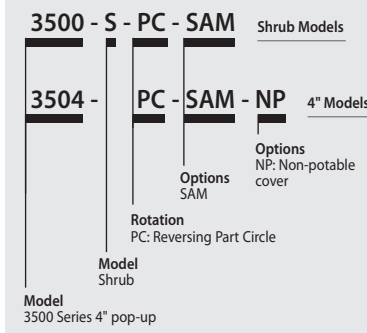 3500 - S - PC - SAM Shrub Models
3504 - PC - SAM - NP 4" Models
Options
NP: Non-potable
cover
Options
SAM
Rotation
PC: Reversing Part Circle
Model
Shrub
Model
3500 Series 4" pop-up